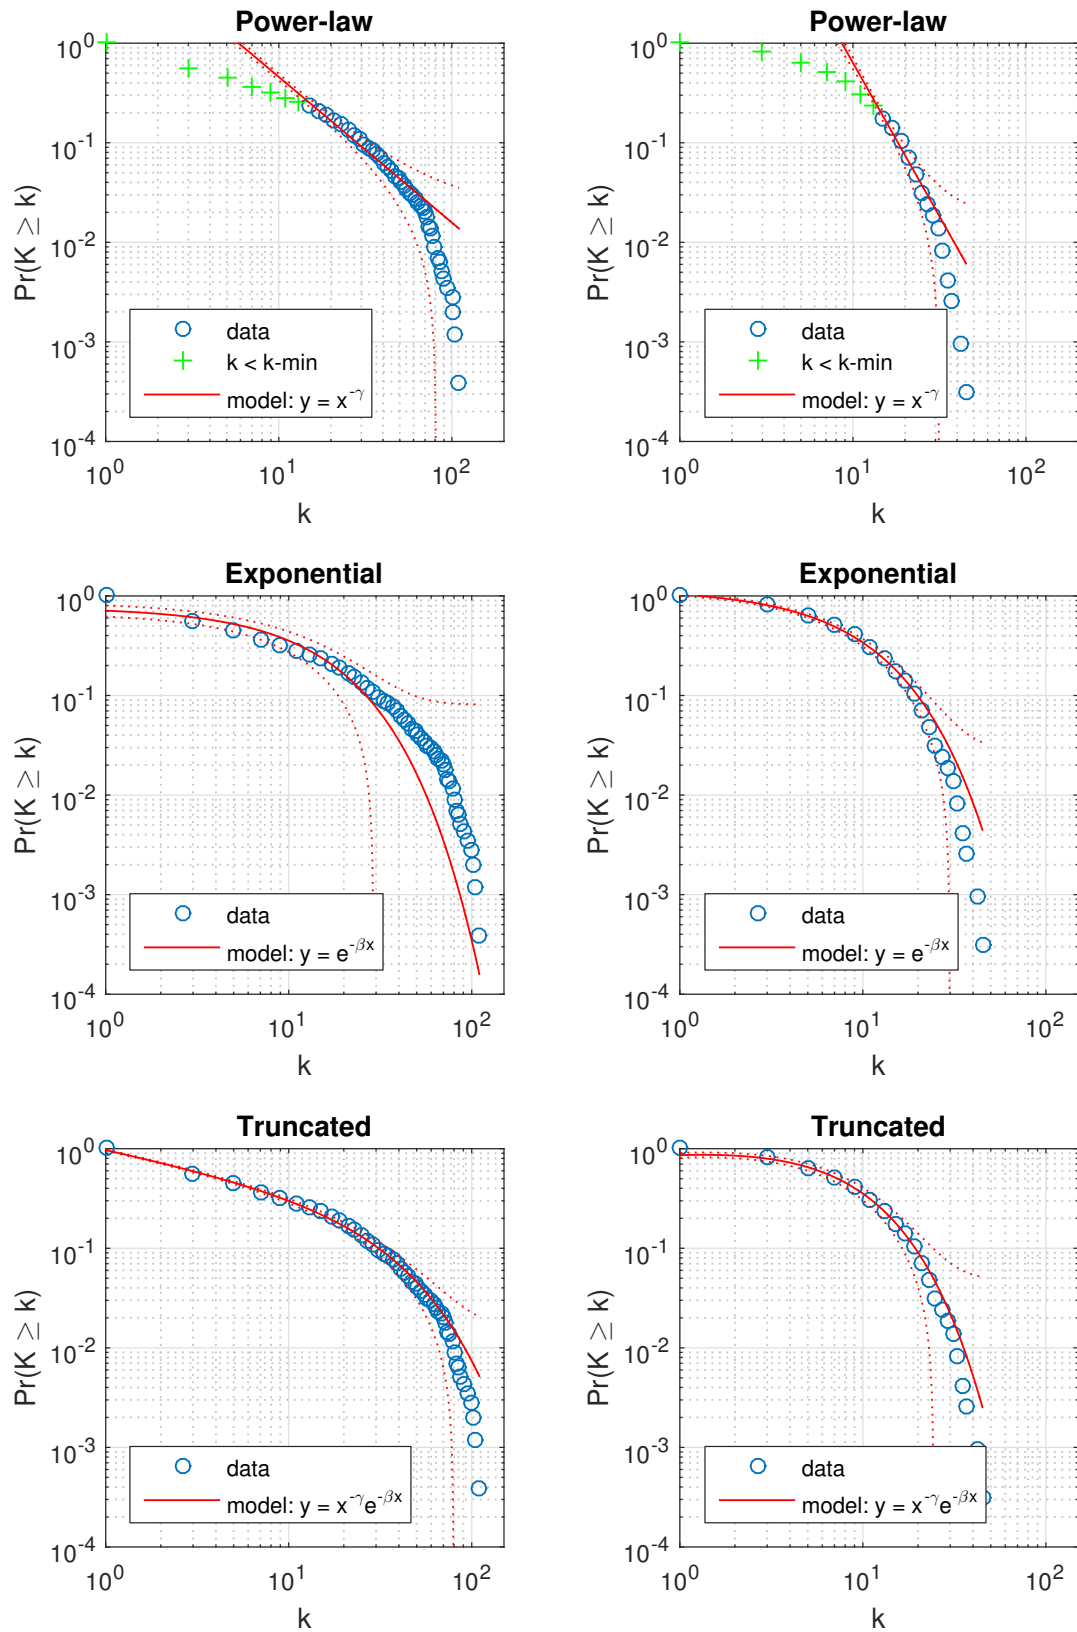 Power-law
10^0
10^-1
10^-2
10^-3
10^-4
Pr(K ≥ k)
data
k < k-min
model: y = x^-γ
10^0 10^1 10^2
k
Power-law
10^0
10^-1
10^-2
10^-3
10^-4
Pr(K ≥ k)
data
k < k-min
model: y = x^-γ
10^0 10^1 10^2
k
Exponential
10^0
10^-1
10^-2
10^-3
10^-4
Pr(K ≥ k)
data
model: y = e^-βx
10^0 10^1 10^2
k
Exponential
10^0
10^-1
10^-2
10^-3
10^-4
Pr(K ≥ k)
data
model: y = e^-βx
10^0 10^1 10^2
k
Truncated
10^0
10^-1
10^-2
10^-3
10^-4
Pr(K ≥ k)
data
model: y = x^-γ e^-βx
10^0 10^1 10^2
k
Truncated
10^0
10^-1
10^-2
10^-3
10^-4
Pr(K ≥ k)
data
model: y = x^-γ e^-βx
10^0 10^1 10^2
k